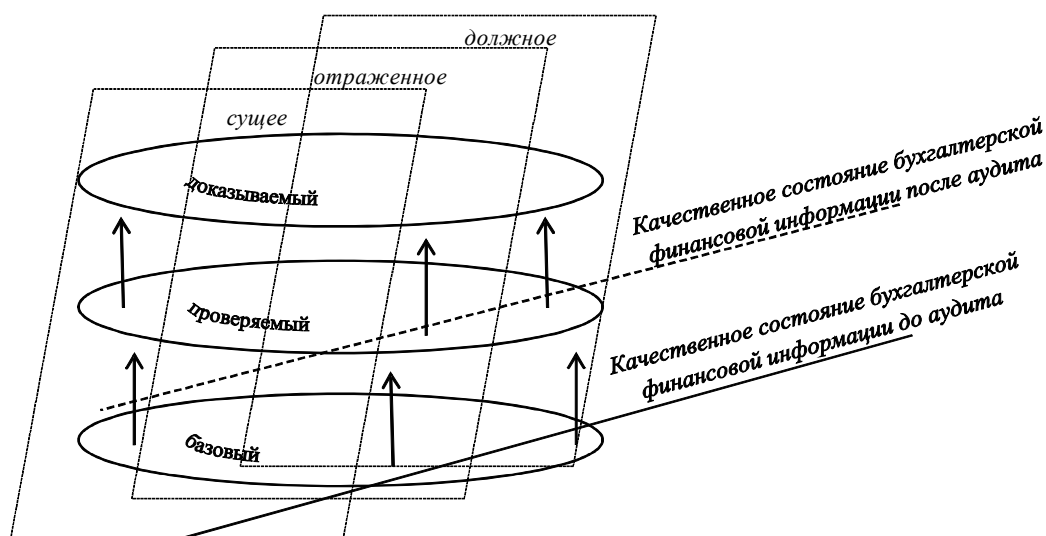 должное
отраженное
сущее
доказываемый
Качественное состояние бухгалтерской
финансовой информации после аудита
проверяемый
Качественное состояние бухгалтерской
финансовой информации до аудита
базовый